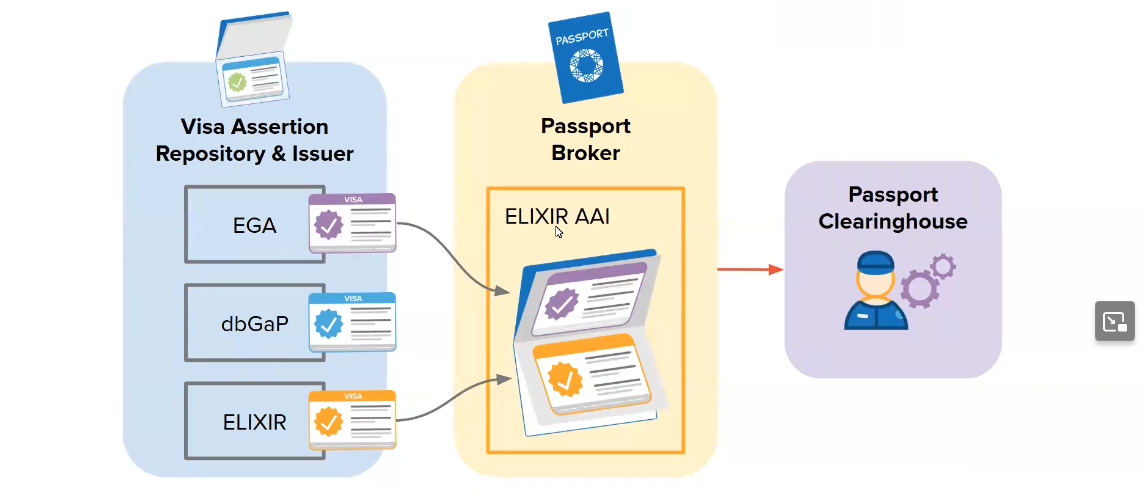 PASSPORT
Visa Assertion
Repository & Issuer
EGA
VISA
dbGaP
VISA
ELIXIR
VISA
Passport
Broker
ELIXIR AAI
Passport
Clearinghouse